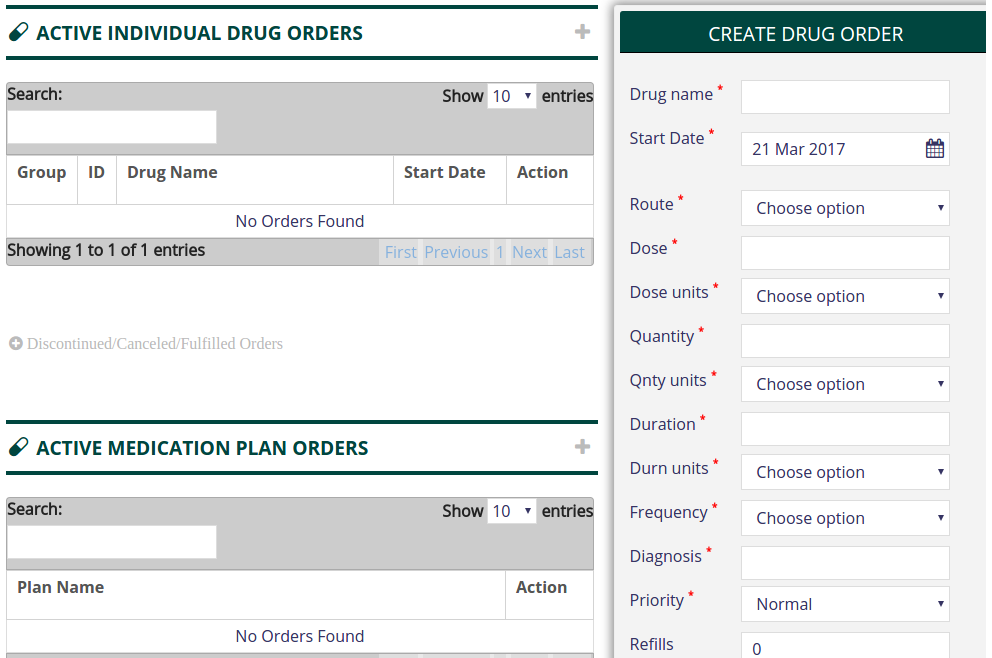 ACTIVE INDIVIDUAL DRUG ORDERS
Search:
Show 10 entries
Group ID Drug Name Start Date Action
No Orders Found
Showing 1 to 1 of 1 entries
First Previous 1 Next Last
Discontinued/Canceled/Fulfilled Orders
ACTIVE MEDICATION PLAN ORDERS
Search:
Show 10 entries
Plan Name Action
No Orders Found
CREATE DRUG ORDER
Drug name *
Start Date * 21 Mar 2017
Route * Choose option
Dose *
Dose units * Choose option
Quantity *
Qnty units * Choose option
Duration *
Durn units * Choose option
Frequency * Choose option
Diagnosis *
Priority * Normal
Refills 0